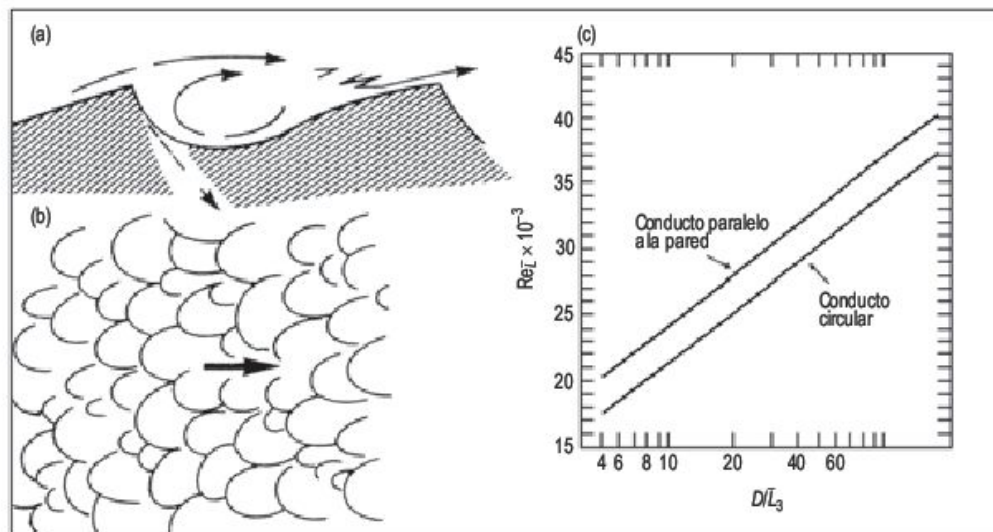 (a)
(b)
(c)
45
40
35
30
25
20
15
Re_L̅ × 10⁻³
Conducto paralelo
a la pared
Conducto
circular
4 6 8 10 20 40 60
D/L̅₃